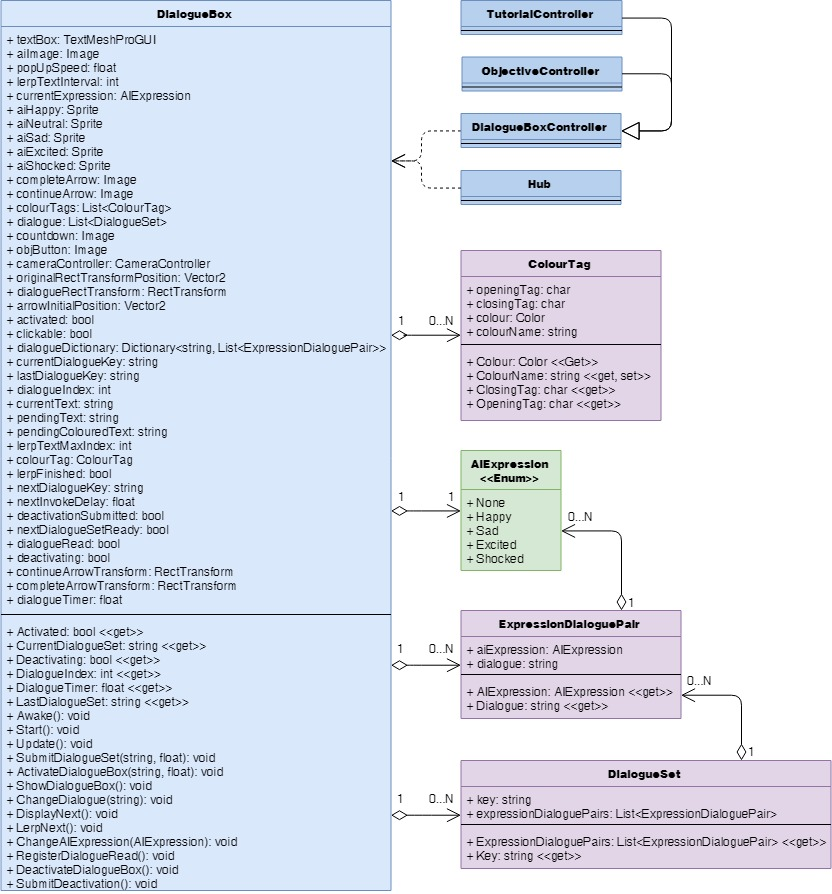 DialogueBox
+ textBox: TextMeshProGUI
+ aiImage: Image
+ popUpSpeed: float
+ lerpTextInterval: int
+ currentExpression: AIExpression
+ aiHappy: Sprite
+ aiNeutral: Sprite
+ aiSad: Sprite
+ aiExcited: Sprite
+ aiShocked: Sprite
+ completeArrow: Image
+ continueArrow: Image
+ colourTags: List<ColourTag>
+ dialogue: List<DialogueSet>
+ countdown: Image
+ objButton: Image
+ cameraController: CameraController
+ originalRectTransformPosition: Vector2
+ dialogueRectTransform: RectTransform
+ arrowInitialPosition: Vector2
+ activated: bool
+ clickable: bool
+ dialogueDictionary: Dictionary<string, List<ExpressionDialoguePair>>
+ currentDialogueKey: string
+ lastDialogueKey: string
+ dialogueIndex: int
+ currentText: string
+ pendingText: string
+ pendingColouredText: string
+ lerpTextMaxIndex: int
+ colourTag: ColourTag
+ lerpFinished: bool
+ nextDialogueKey: string
+ nextInvokeDelay: float
+ deactivationSubmitted: bool
+ nextDialogueSetReady: bool
+ dialogueRead: bool
+ deactivating: bool
+ continueArrowTransform: RectTransform
+ completeArrowTransform: RectTransform
+ dialogueTimer: float
+ Activated: bool <<get>>
+ CurrentDialogueSet: string <<get>>
+ Deactivating: bool <<get>>
+ DialogueIndex: int <<get>>
+ DialogueTimer: float <<get>>
+ LastDialogueSet: string <<get>>
+ Awake(): void
+ Start(): void
+ Update(): void
+ SubmitDialogueSet(string, float): void
+ ActivateDialogueBox(string, float): void
+ ShowDialogueBox(): void
+ ChangeDialogue(string): void
+ DisplayNext(): void
+ LerpNext(): void
+ ChangeAIExpression(AIExpression): void
+ RegisterDialogueRead(): void
+ DeactivateDialogueBox(): void
+ SubmitDeactivation(): void
TutorialController
ObjectiveController
DialogueBoxController
Hub
1 0...N
ColourTag
+ openingTag: char
+ closingTag: char
+ colour: Color
+ colourName: string
+ Colour: Color <<Get>>
+ ColourName: string <<get, set>>
+ ClosingTag: char <<get>>
+ OpeningTag: char <<get>>
1 1
AIExpression
<<Enum>>
+ None
+ Happy
+ Sad
+ Excited
+ Shocked
0...N
1
1 0...N
ExpressionDialoguePair
+ aiExpression: AIExpression
+ dialogue: string
+ AIExpression: AIExpression <<get>>
+ Dialogue: string <<get>>
0...N
1
1 0...N
DialogueSet
+ key: string
+ expressionDialoguePairs: List<ExpressionDialoguePair>
+ ExpressionDialoguePairs: List<ExpressionDialoguePair> <<get>>
+ Key: string <<get>>